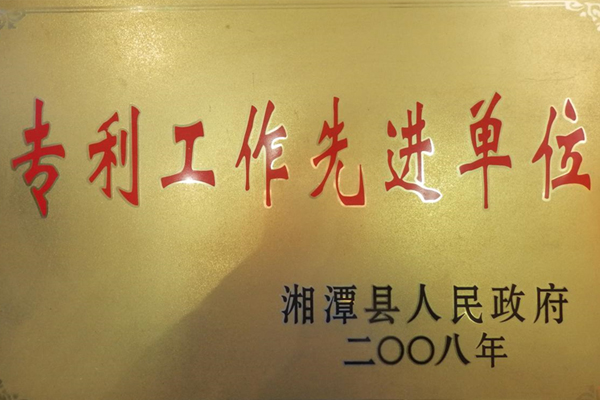 专利工作先进单位
湘潭县人民政府
二〇〇八年